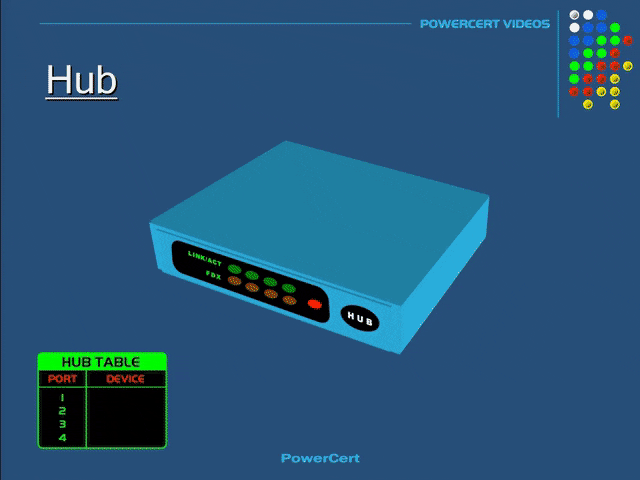 POWERCERT VIDEOS
Hub
LINK/ACT
FDX
HUB
HUB TABLE
PORT DEVICE
1
2
3
4
PowerCert